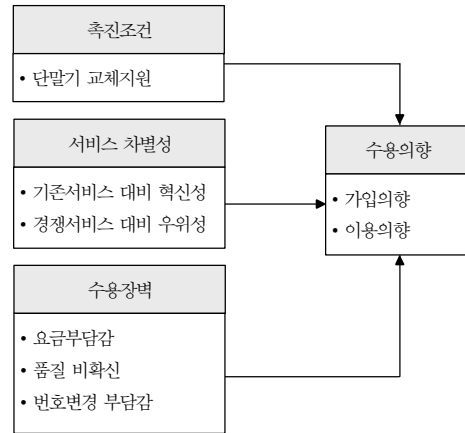 촉진조건
• 단말기 교체지원
서비스 차별성
• 기존서비스 대비 혁신성
• 경쟁서비스 대비 우위성
수용의향
• 가입의향
• 이용의향
수용장벽
• 요금부담감
• 품질 비확신
• 번호변경 부담감